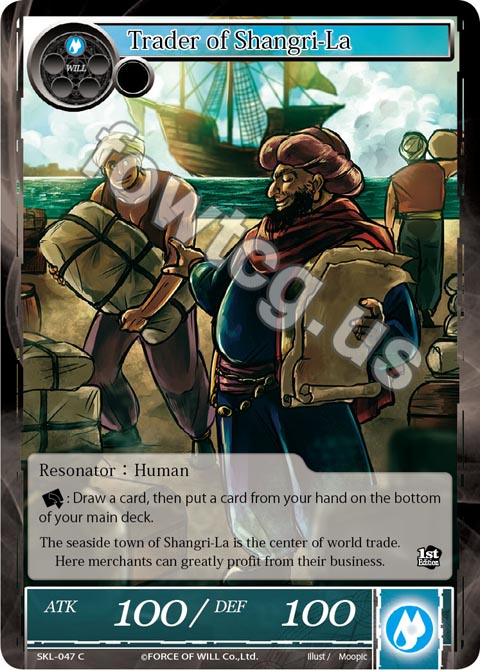 Trader of Shangri-La
WILL
fowtcg.us
Resonator : Human
: Draw a card, then put a card from your hand on the bottom
of your main deck.
The seaside town of Shangri-La is the center of world trade.
Here merchants can greatly profit from their business.
1st
Edition
ATK 100 / DEF 100
SKL-047 C ©FORCE OF WILL Co.,Ltd. Illust / Moopic